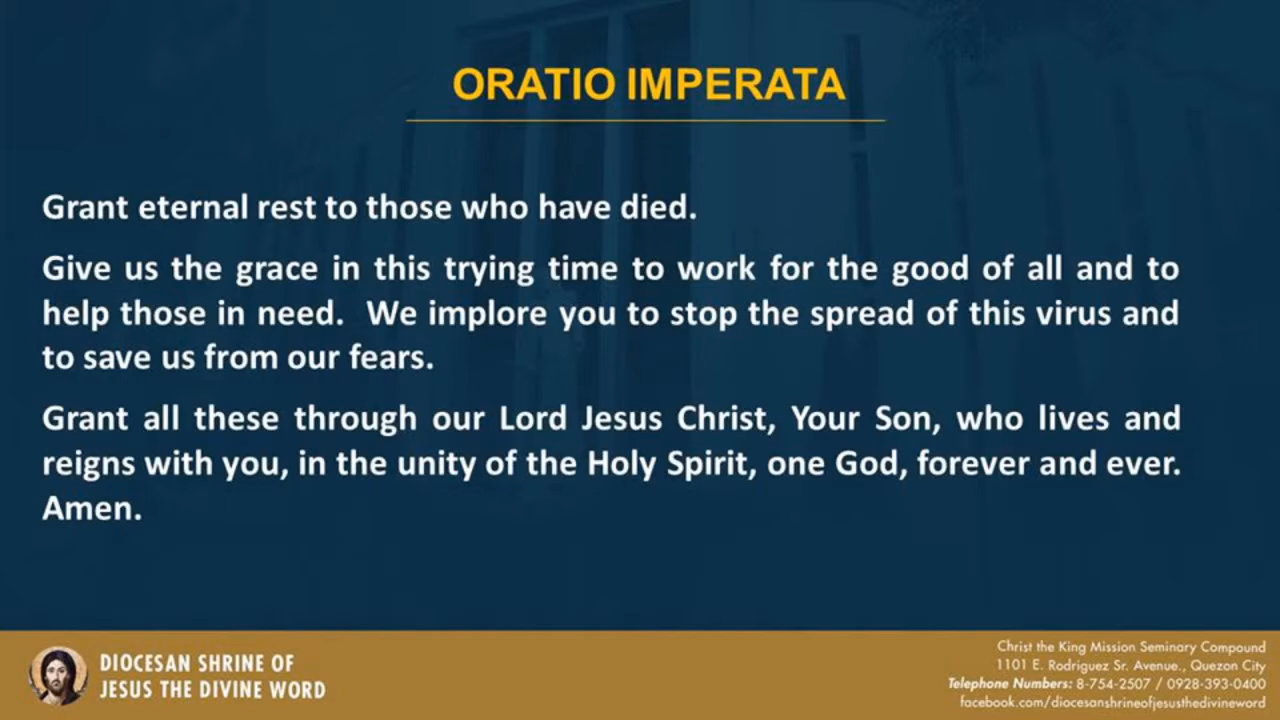 ORATIO IMPERATA
Grant eternal rest to those who have died.
Give us the grace in this trying time to work for the good of all and to
help those in need.  We implore you to stop the spread of this virus and
to save us from our fears.
Grant all these through our Lord Jesus Christ, Your Son, who lives and
reigns with you, in the unity of the Holy Spirit, one God, forever and ever.
Amen.
DIOCESAN SHRINE OF
JESUS THE DIVINE WORD
Christ the King Mission Seminary Compound
1101 E. Rodriguez Sr. Avenue., Quezon City
Telephone Numbers: 8-754-2507 / 0928-393-0400
facebook.com/diocesanshrineofjesusthedivineword